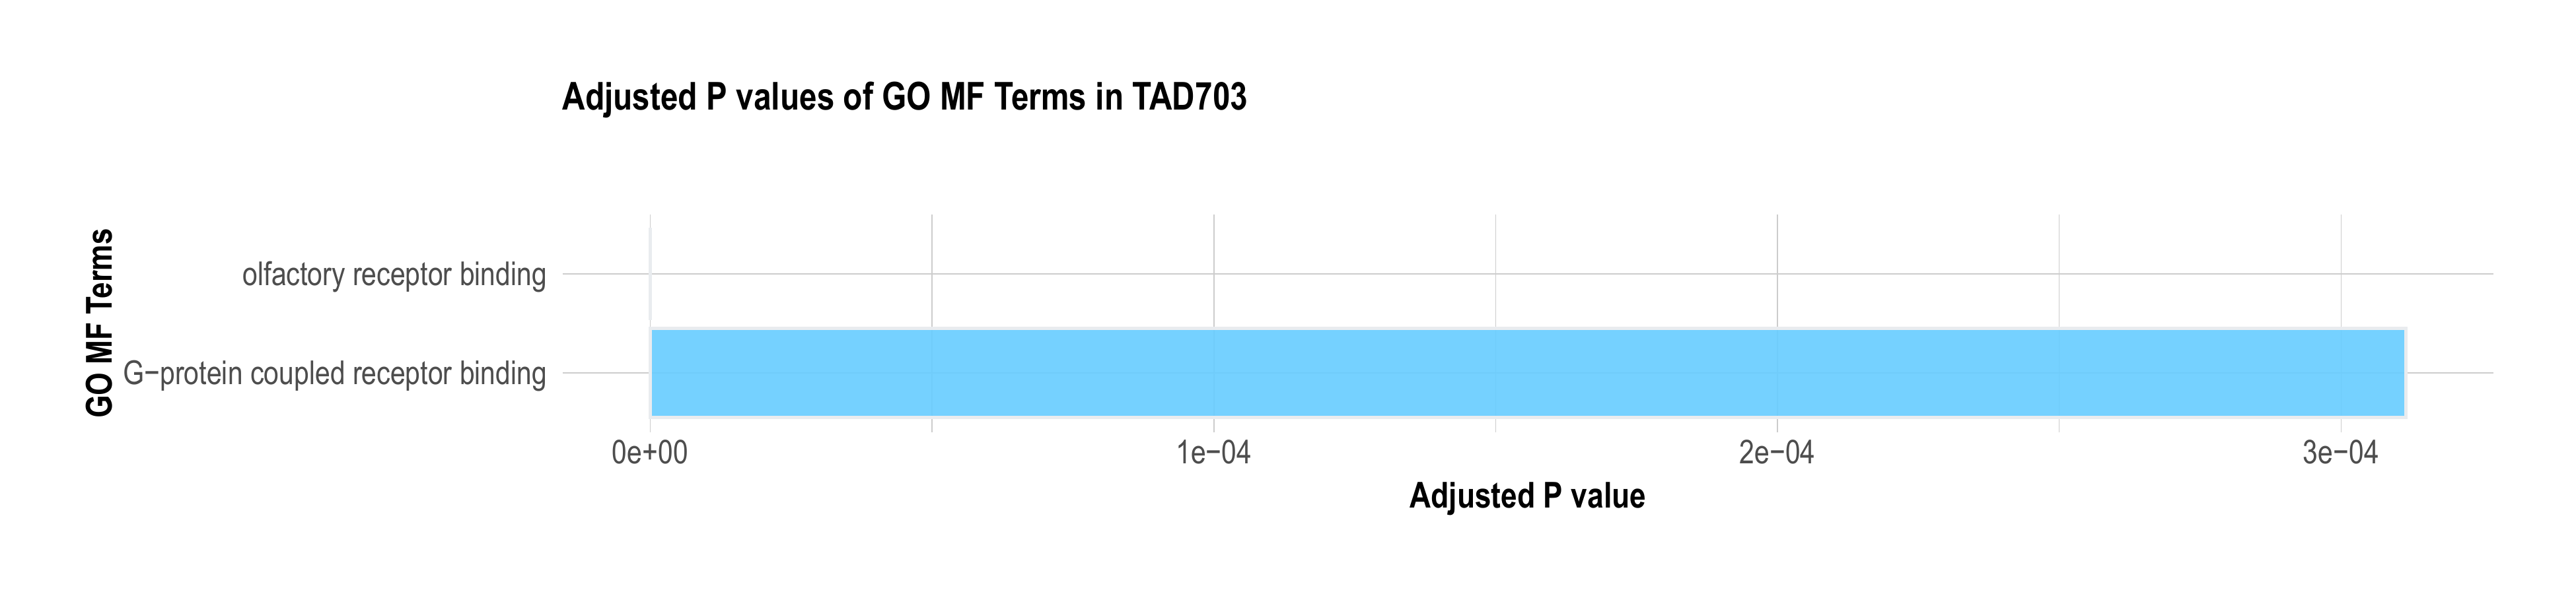 Adjusted P values of GO MF Terms in TAD703
GO MF Terms
olfactory receptor binding
G−protein coupled receptor binding
0e+00 1e−04 2e−04 3e−04
Adjusted P value